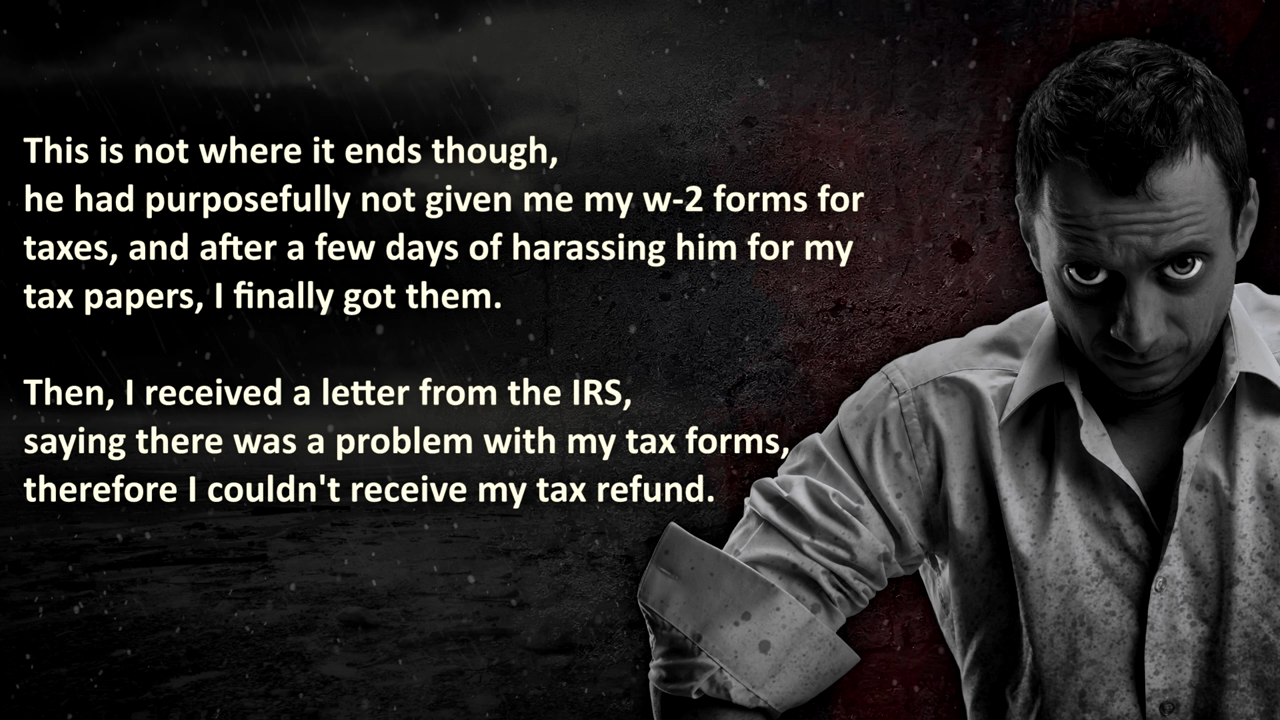 This is not where it ends though,
he had purposefully not given me my w-2 forms for
taxes, and after a few days of harassing him for my
tax papers, I finally got them.
Then, I received a letter from the IRS,
saying there was a problem with my tax forms,
therefore I couldn't receive my tax refund.